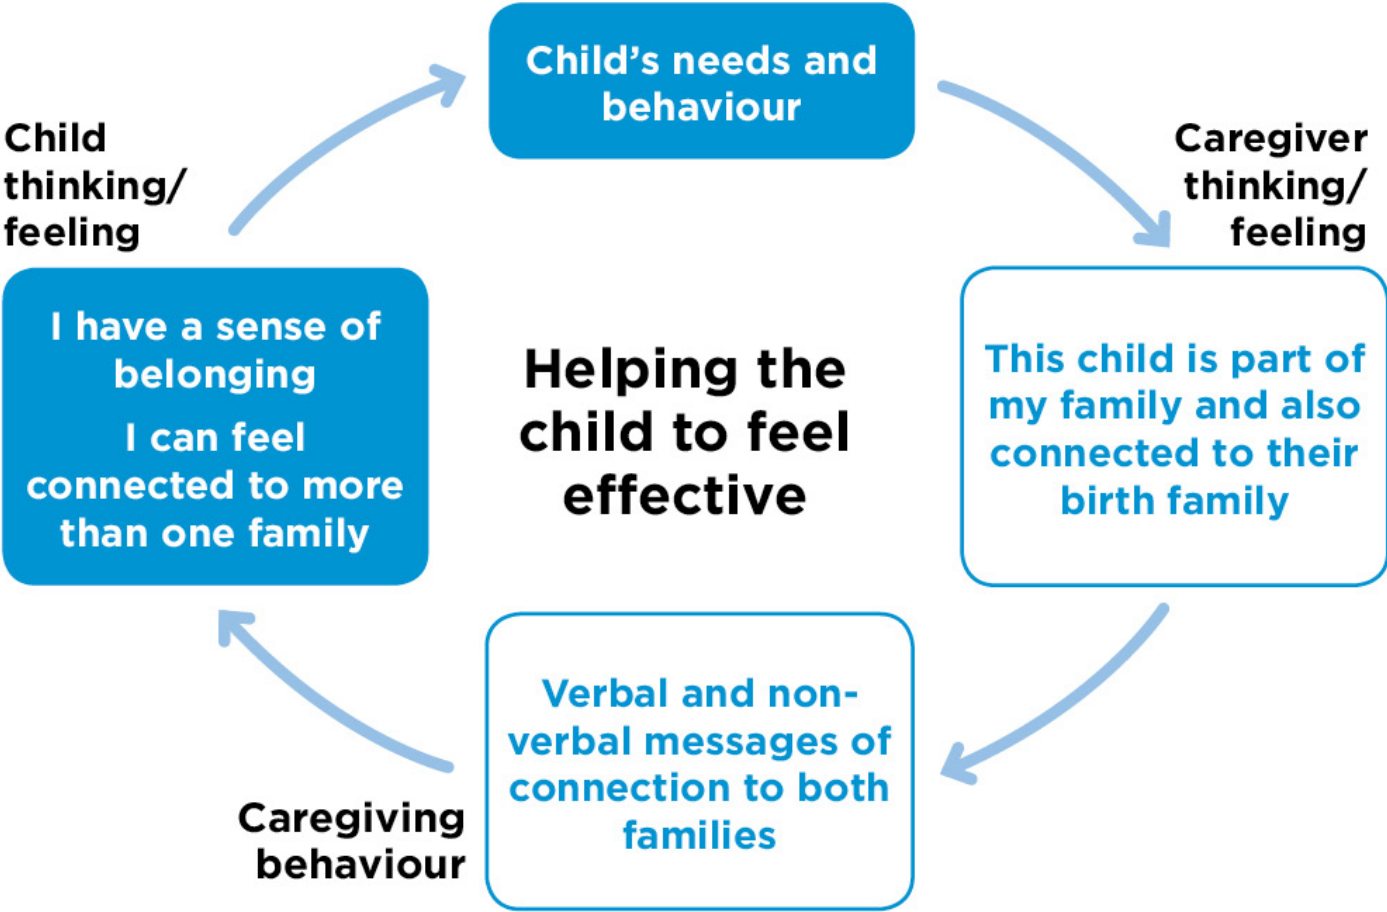 Child's needs and
behaviour
Child
thinking/
feeling
Caregiver
thinking/
feeling
I have a sense of
belonging
I can feel
connected to more
than one family
Helping the
child to feel
effective
This child is part of
my family and also
connected to their
birth family
Verbal and non-
verbal messages of
connection to both
families
Caregiving
behaviour